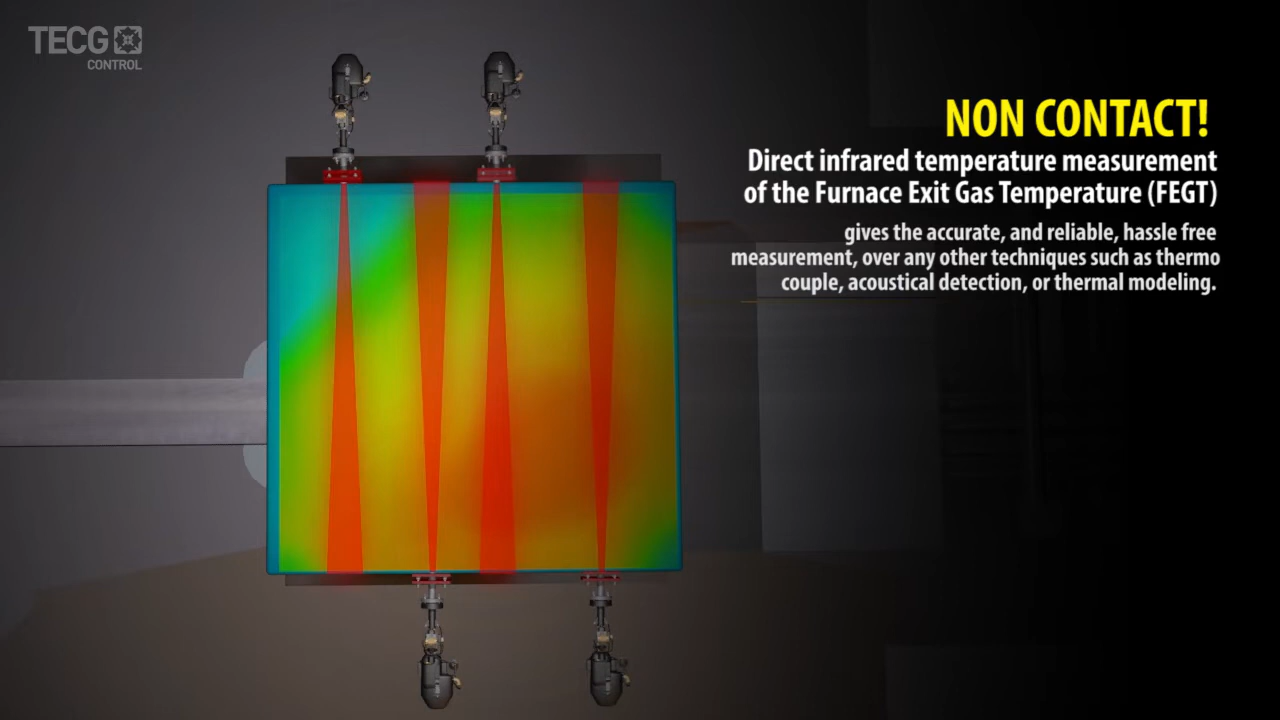 TECG
CONTROL
NON CONTACT!
Direct infrared temperature measurement
of the Furnace Exit Gas Temperature (FEGT)
gives the accurate, and reliable, hassle free
measurement, over any other techniques such as thermo
couple, acoustical detection, or thermal modeling.